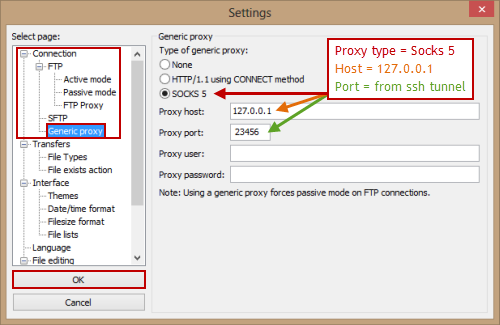 Settings
Select page:
Connection
FTP
Active mode
Passive mode
FTP Proxy
SFTP
Generic proxy
Transfers
File Types
File exists action
Interface
Themes
Date/time format
Filesize format
File lists
Language
File editing
OK
Cancel
Generic proxy
Type of generic proxy:
None
HTTP/1.1 using CONNECT method
SOCKS 5
Proxy host:
127.0.0.1
Proxy port:
23456
Proxy user:
Proxy password:
Note: Using a generic proxy forces passive mode on FTP connections.
Proxy type = Socks 5
Host = 127.0.0.1
Port = from ssh tunnel